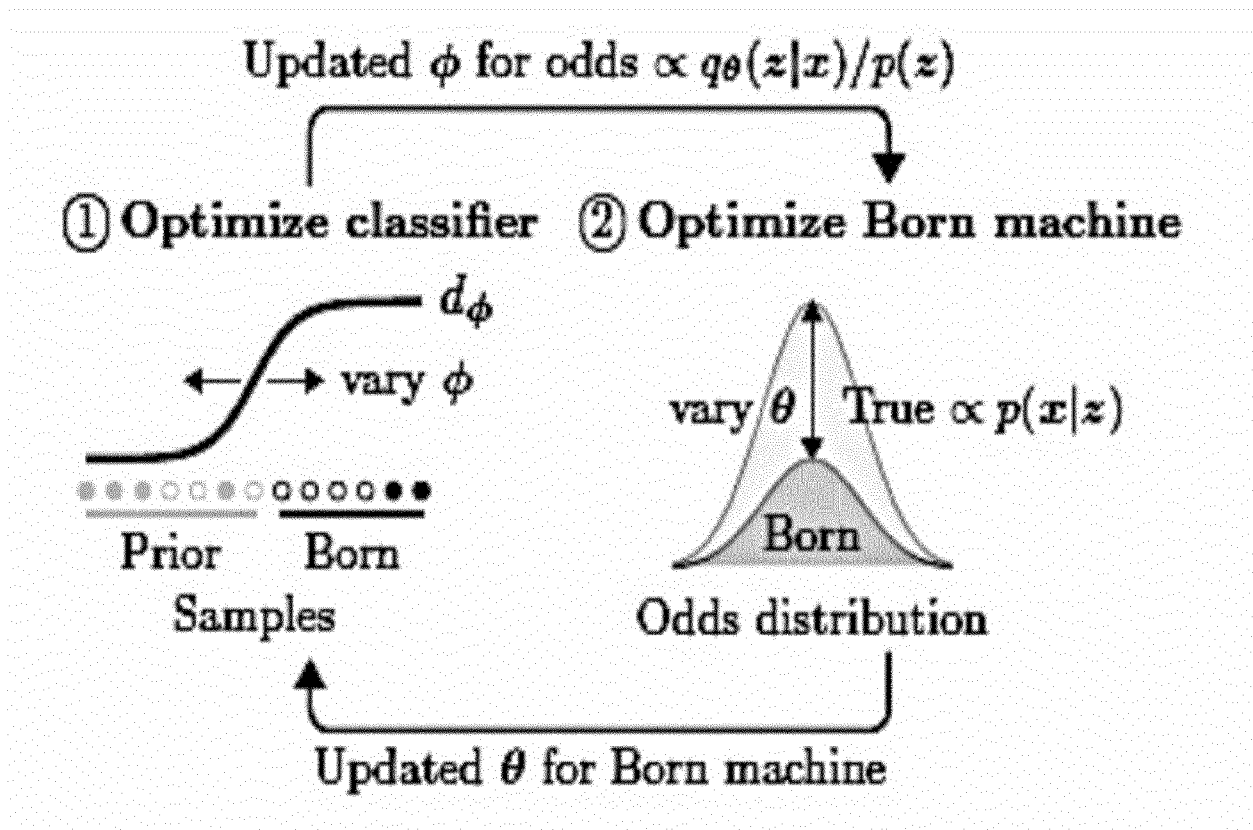 Updated ϕ for odds ∝ qθ(z|x)/p(z)
① Optimize classifier
② Optimize Born machine
dϕ
vary ϕ
vary θ
True ∝ p(x|z)
Prior
Born
Born
Samples
Odds distribution
Updated θ for Born machine